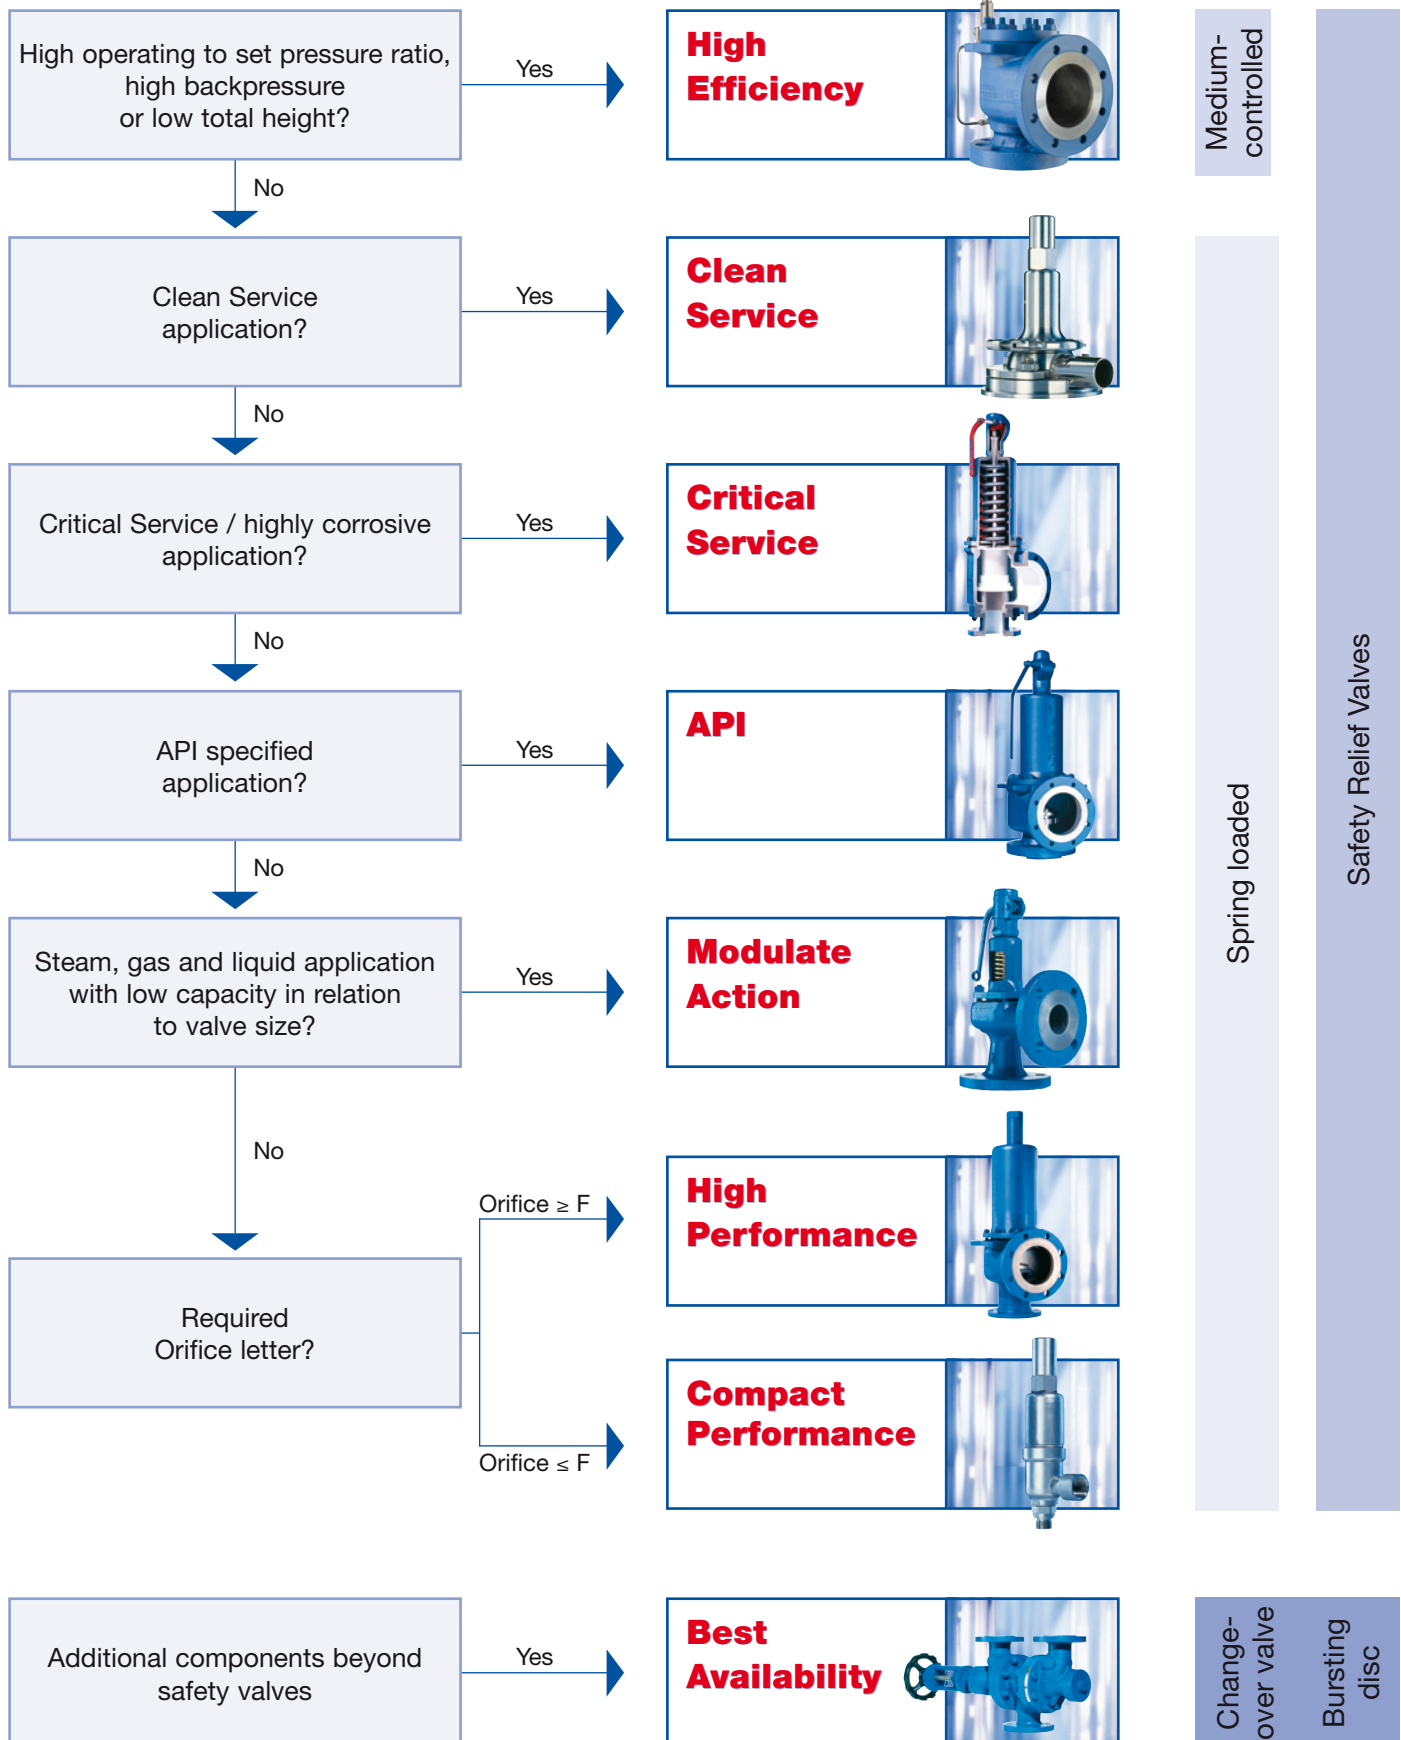 High operating to set pressure ratio,
high backpressure
or low total height?
Yes
High
Efficiency
No
Clean Service
application?
Yes
Clean
Service
No
Critical Service / highly corrosive
application?
Yes
Critical
Service
No
API specified
application?
Yes
API
No
Steam, gas and liquid application
with low capacity in relation
to valve size?
Yes
Modulate
Action
No
Required
Orifice letter?
Orifice ≥ F
High
Performance
Orifice ≤ F
Compact
Performance
Additional components beyond
safety valves
Yes
Best
Availability
Medium-
controlled
Spring loaded
Safety Relief Valves
Change-
over valve
Bursting
disc